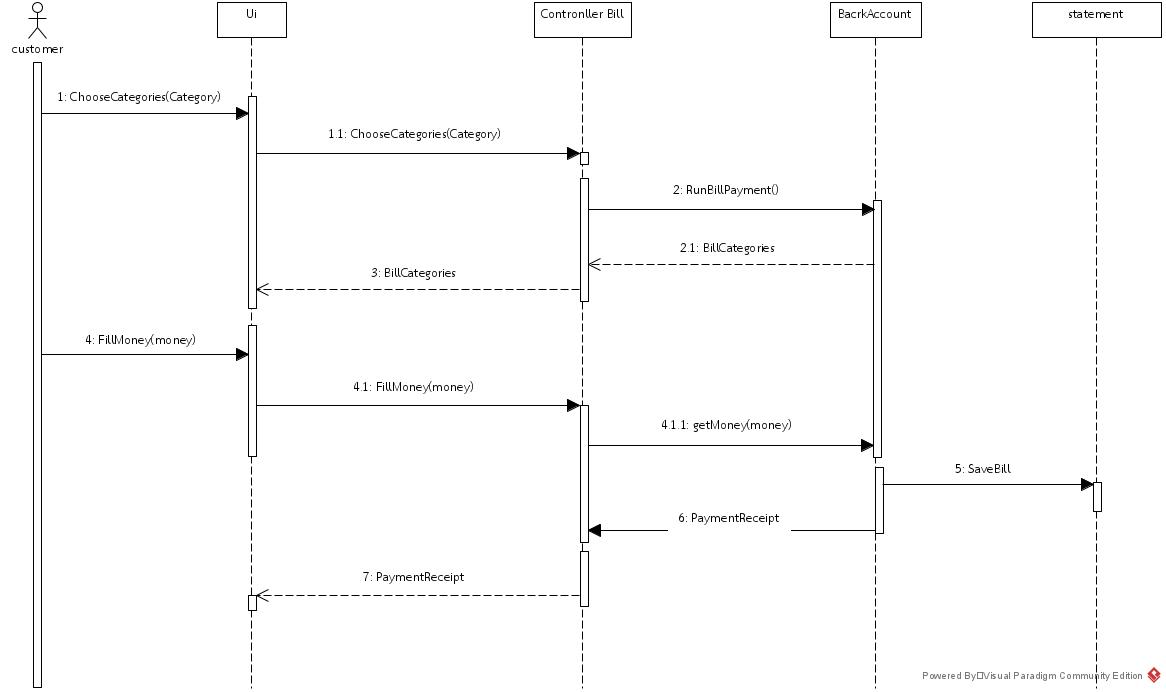 customer
Ui
Contronller Bill
BacrkAccount
statement
1: ChooseCategories(Category)
1.1: ChooseCategories(Category)
2: RunBillPayment()
2.1: BillCategories
3: BillCategories
4: FillMoney(money)
4.1: FillMoney(money)
4.1.1: getMoney(money)
5: SaveBill
6: PaymentReceipt
7: PaymentReceipt
Powered By□Visual Paradigm Community Edition